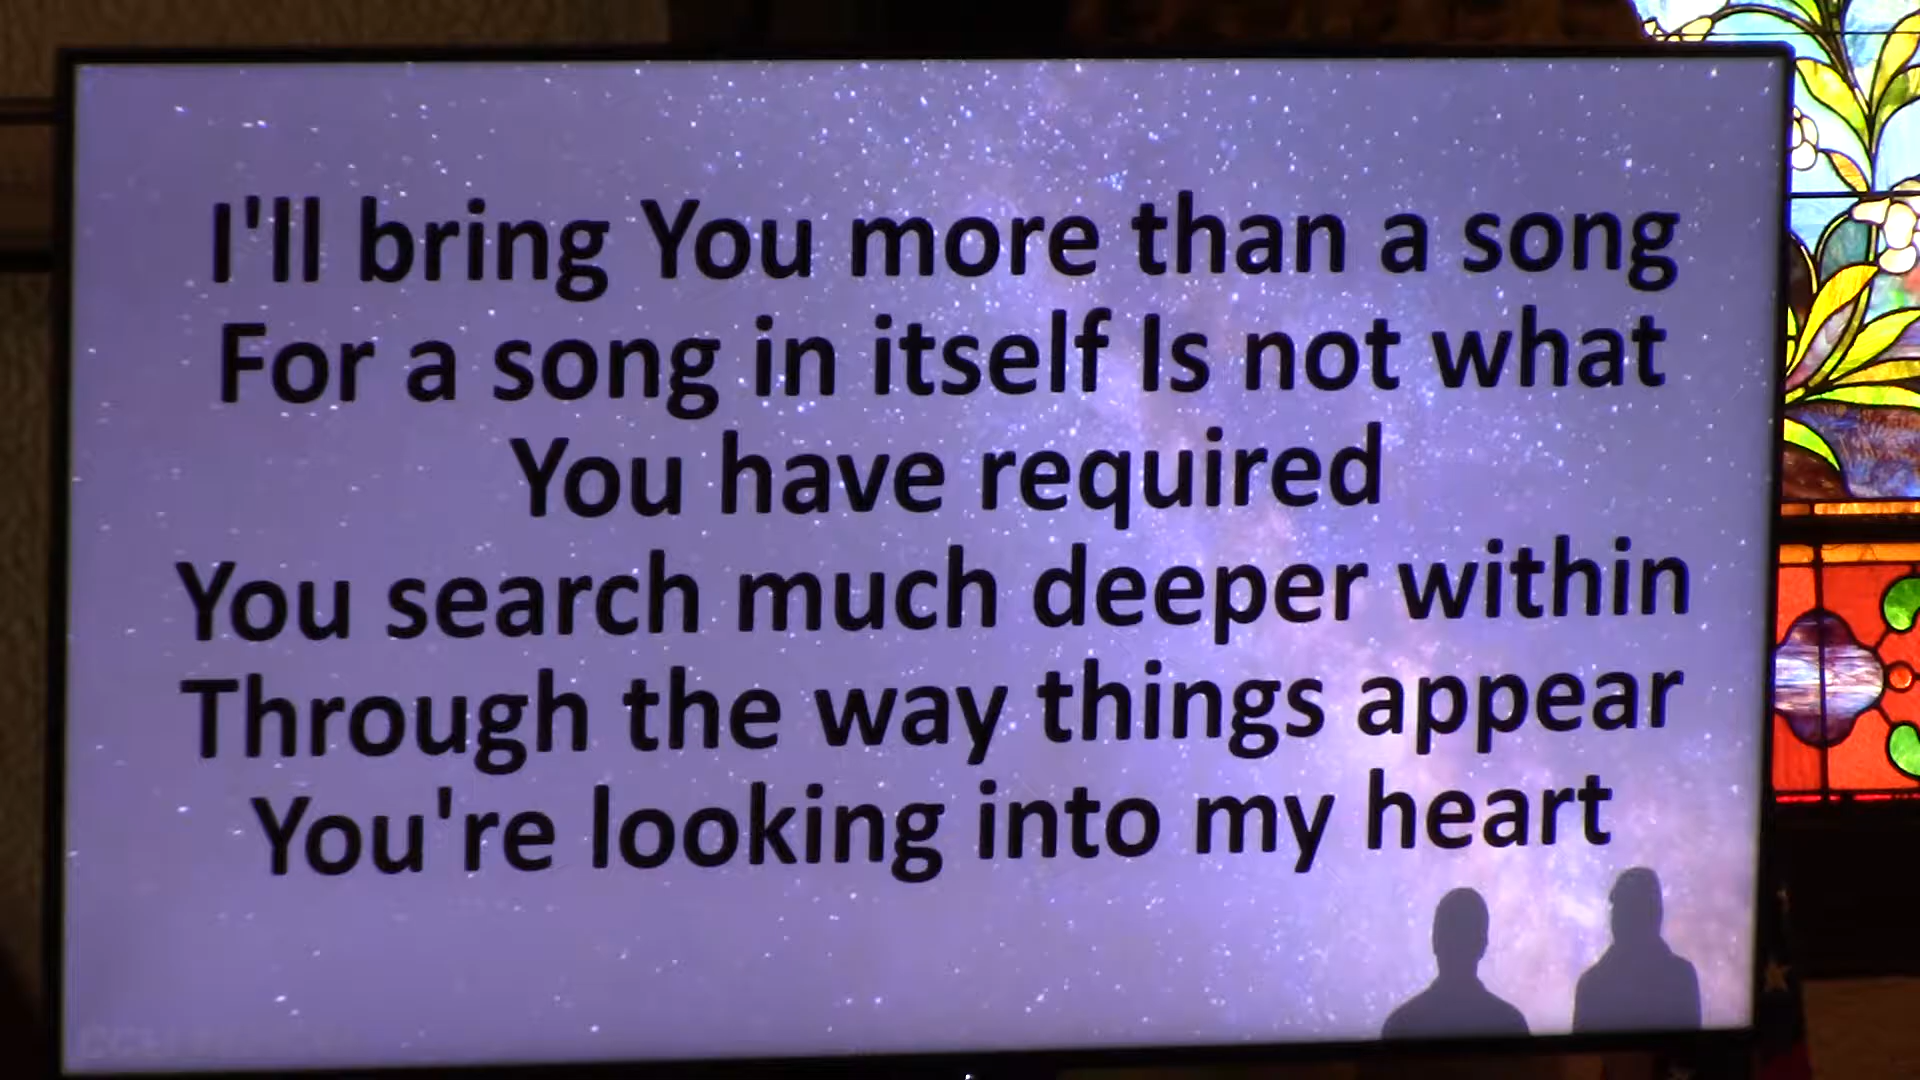 I'll bring You more than a song
For a song in itself Is not what
You have required
You search much deeper within
Through the way things appear
You're looking into my heart